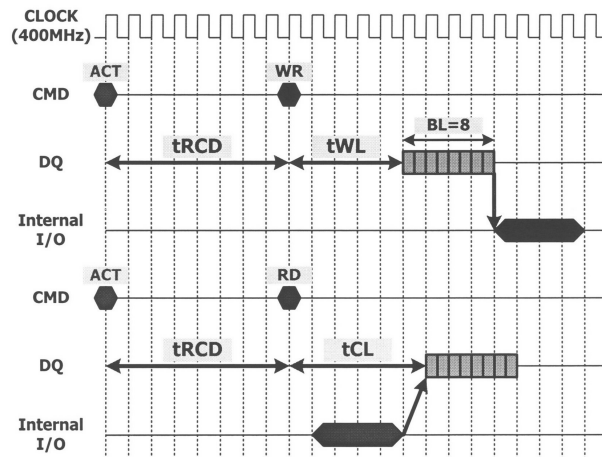 CLOCK
(400MHz)
ACT
WR
CMD
BL=8
tRCD
tWL
DQ
Internal
I/O
ACT
RD
CMD
tRCD
tCL
DQ
Internal
I/O